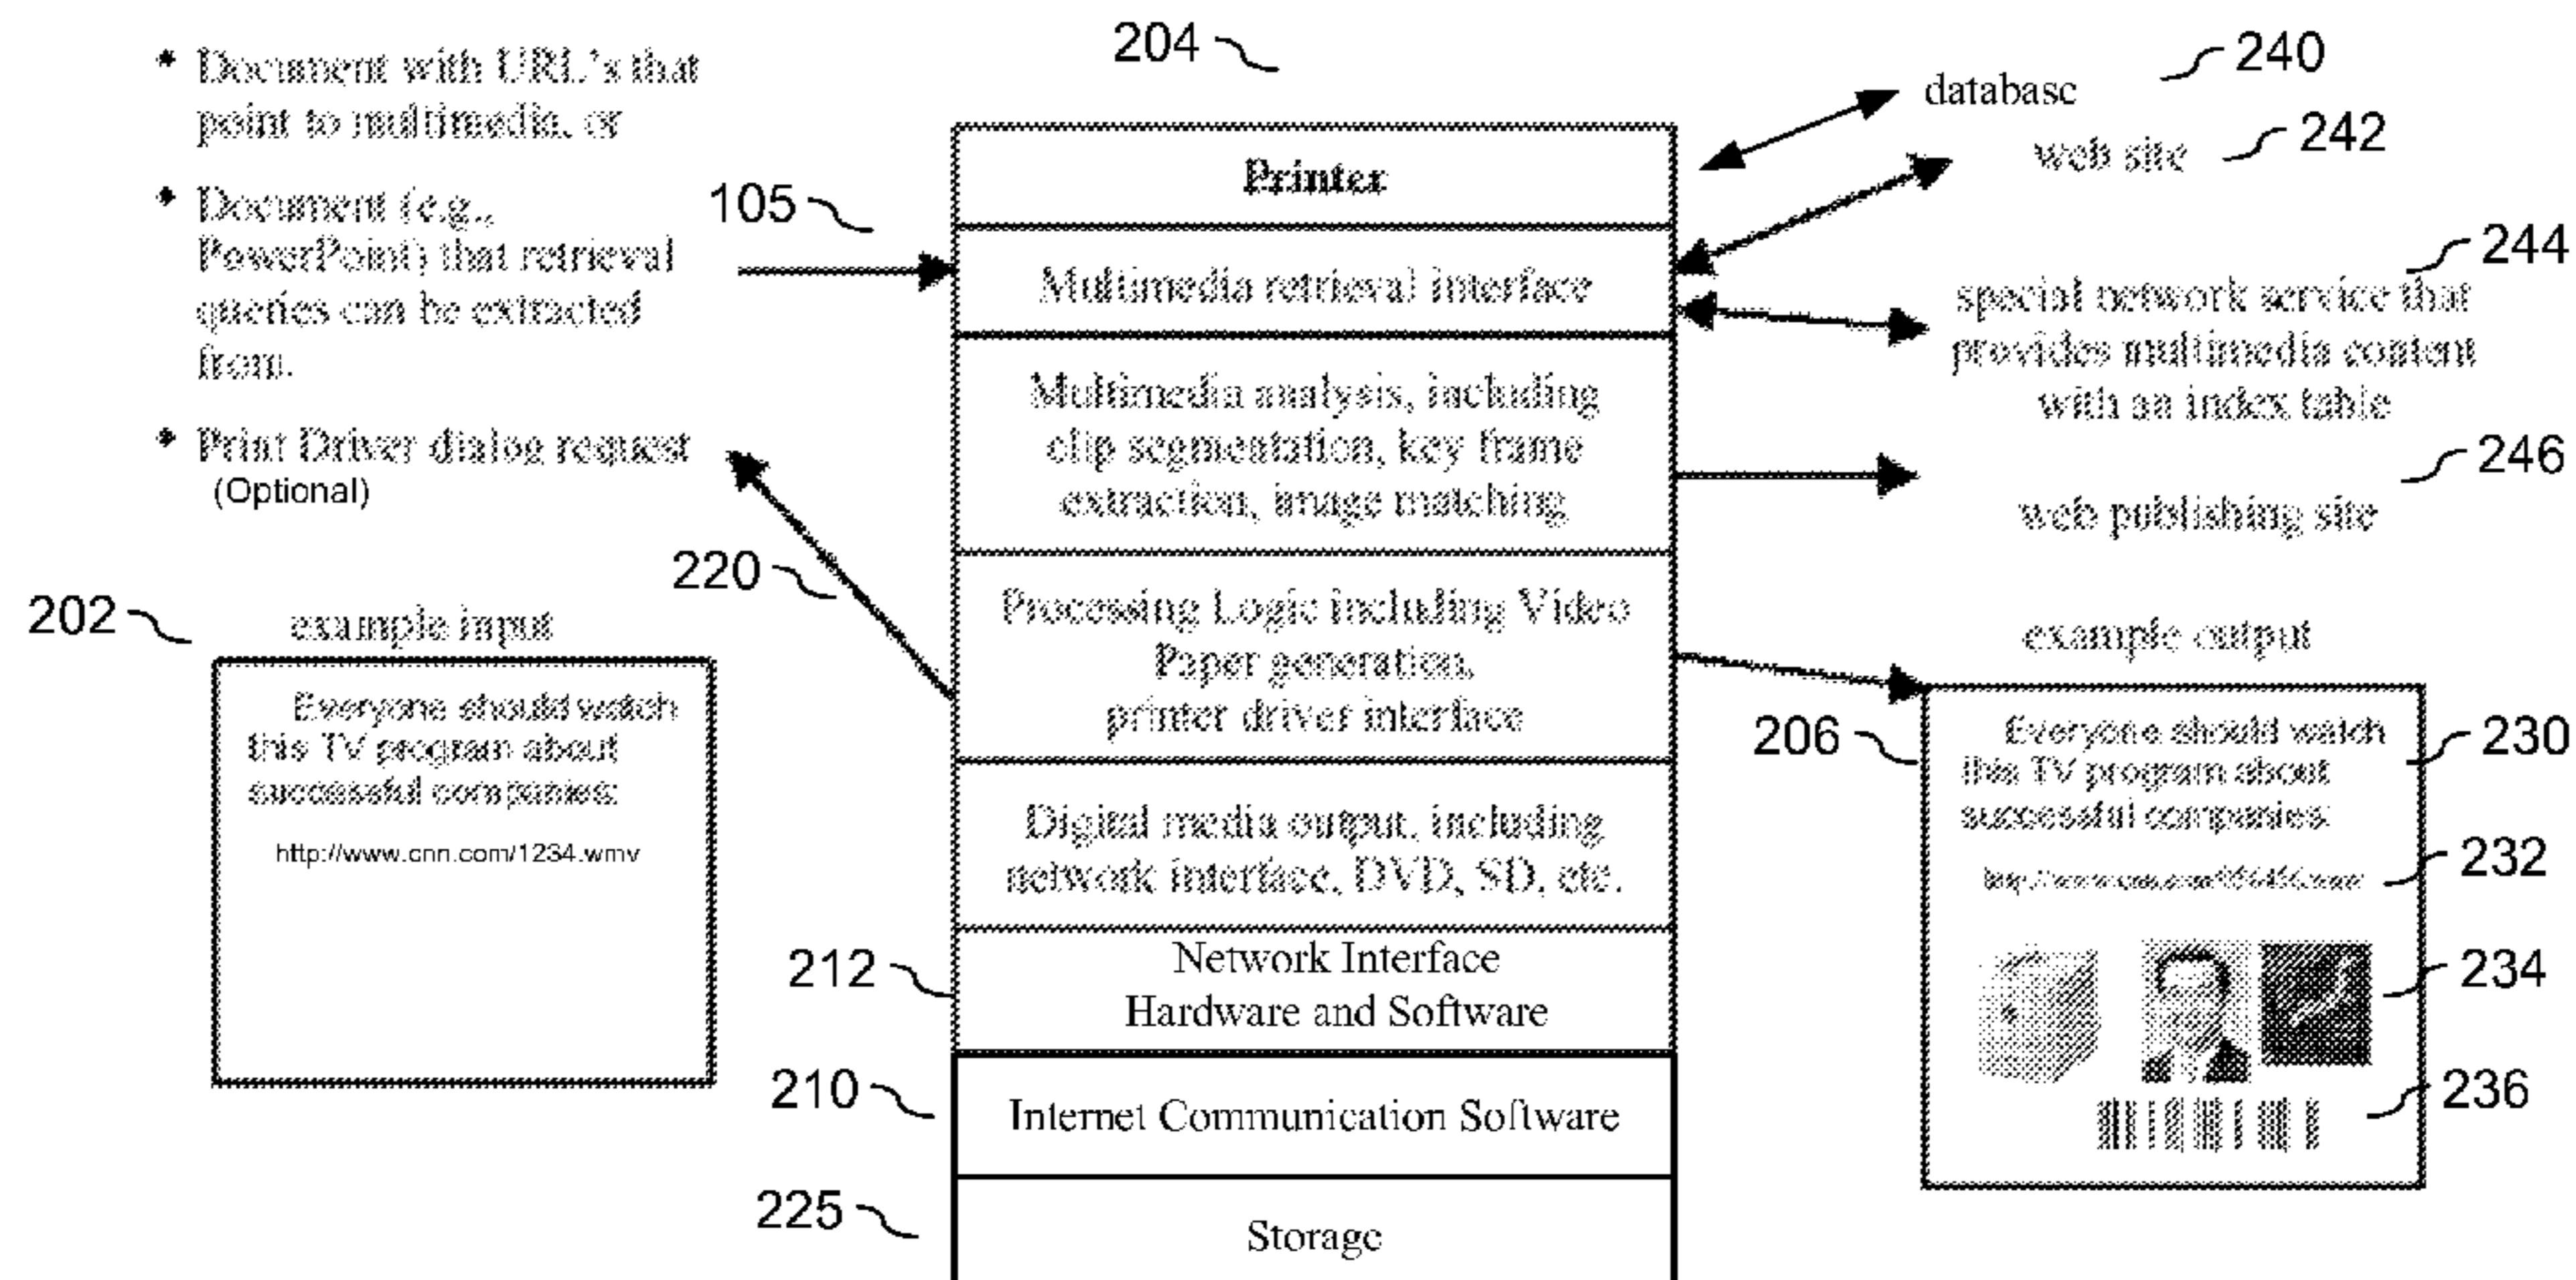 204
* Document with URL's that
point to multimedia, or
* Document (e.g.,
PowerPoint) that retrieval
queries can be extracted
from.
* Print Driver dialog request
(Optional)
105
220
202
example input
Everyone should watch
this TV program about
successful companies:
http://www.cnn.com/1234.wmv
Printer
Multimedia retrieval interface
Multimedia analysis, including
clip segmentation, key frame
extraction, image matching
Processing Logic including Video
Paper generation,
printer driver interface
Digital media output, including
network interface, DVD, SD, etc.
212
Network Interface
Hardware and Software
210
Internet Communication Software
225
Storage
database
240
web site
242
244
special network service that
provides multimedia content
with an index table
246
web publishing site
example output
206
Everyone should watch
this TV program about
successful companies:
230
232
234
236